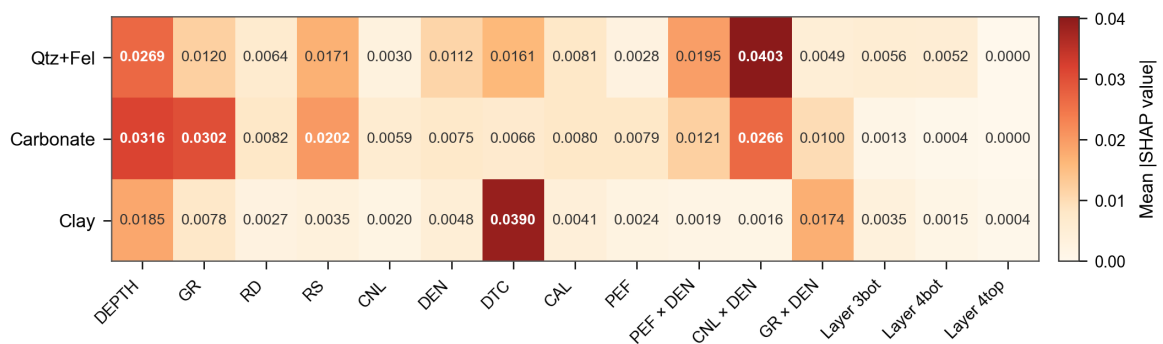 Qtz+Fel 0.0269 0.0120 0.0064 0.0171 0.0030 0.0112 0.0161 0.0081 0.0028 0.0195 0.0403 0.0049 0.0056 0.0052 0.0000
Carbonate 0.0316 0.0302 0.0082 0.0202 0.0059 0.0075 0.0066 0.0080 0.0079 0.0121 0.0266 0.0100 0.0013 0.0004 0.0000
Clay 0.0185 0.0078 0.0027 0.0035 0.0020 0.0048 0.0390 0.0041 0.0024 0.0019 0.0016 0.0174 0.0035 0.0015 0.0004
DEPTH
GR
RD
RS
CNL
DEN
DTC
CAL
PEF
PEF × DEN
CNL × DEN
GR × DEN
Layer 3bot
Layer 4bot
Layer 4top
0.04
0.03
0.02
0.01
0.00
Mean |SHAP value|